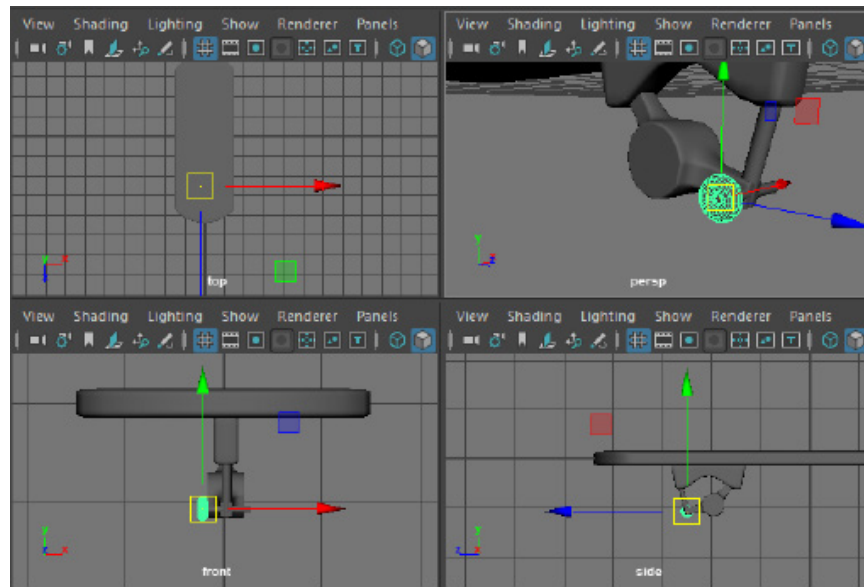 View Shading Lighting Show Renderer Panels
top
View Shading Lighting Show Renderer Panels
persp
View Shading Lighting Show Renderer Panels
front
View Shading Lighting Show Renderer Panels
side